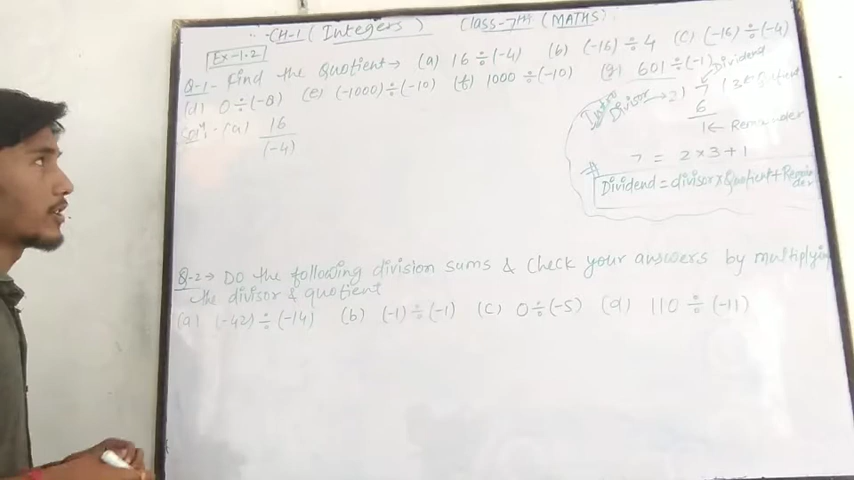 CH-1 ( Integers ) Class-7th (MATHS)
Ex-1.2
Q-1- Find the Quotient → (a) 16 ÷ (-4) (b) (-16) ÷ 4 (C) (-16) ÷ (-4)
(d) 0 ÷ (-8) (e) (-1000) ÷ (-10) (f) 1000 ÷ (-10) (g) 601 ÷ (-1)
Sol. (a) 16
(-4)
Intro
Dividend
Divisor → 2) 7 (3
6
1 ← Remainder
7 = 2 × 3 + 1
Dividend = divisor × Quotient + Remainder
Q-2 → Do the following division sums & check your answers by multiplying
the divisor & quotient
(a) (-42) ÷ (-14) (b) (-1) ÷ (-1) (C) 0 ÷ (-5) (d) 110 ÷ (-11)